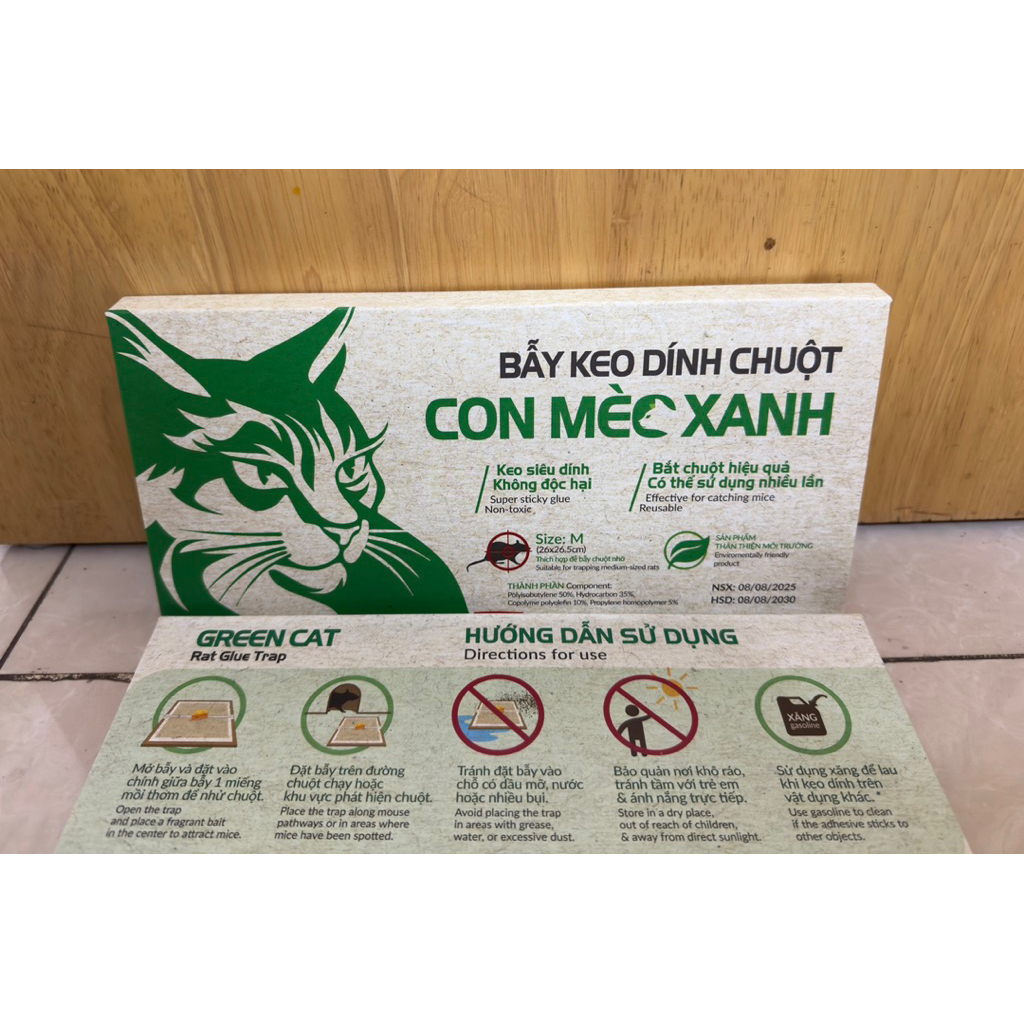 BẪY KEO DÍNH CHUỘT
CON MÈO XANH
Keo siêu dính
Không độc hại
Super sticky glue
Non-toxic
Bắt chuột hiệu quả
Có thể sử dụng nhiều lần
Effective for catching mice
Reusable
Size: M
(26x26.5cm)
Thích hợp để bẫy chuột nhỏ
Suitable for trapping medium-sized rats
SẢN PHẨM
THÂN THIỆN MÔI TRƯỜNG
Enviromentally friendly
product
THÀNH PHẦN Component:
Polyisobutylene 50%, Hydrocarbon 35%,
Copolyme polyolefin 10%, Propylene homopolymer 5%
NSX: 08/08/2025
HSD: 08/08/2030
GREEN CAT
Rat Glue Trap
HƯỚNG DẪN SỬ DỤNG
Directions for use
XĂNG
gasoline
Mở bẫy và đặt vào
chính giữa bẫy 1 miếng
mồi thơm để nhử chuột.
Open the trap
and place a fragrant bait
in the center to attract mice.
Đặt bẫy trên đường
chuột chạy hoặc
khu vực phát hiện chuột.
Place the trap along mouse
pathways or in areas where
mice have been spotted.
Tránh đặt bẫy vào
chỗ có dầu mỡ, nước
hoặc nhiều bụi.
Avoid placing the trap
in areas with grease,
water, or excessive dust.
Bảo quản nơi khô ráo,
tránh tầm với trẻ em
& ánh nắng trực tiếp.
Store in a dry place,
out of reach of children,
& away from direct sunlight.
Sử dụng xăng để lau
khi keo dính trên
vật dụng khác.
Use gasoline to clean
if the adhesive sticks to
other objects.